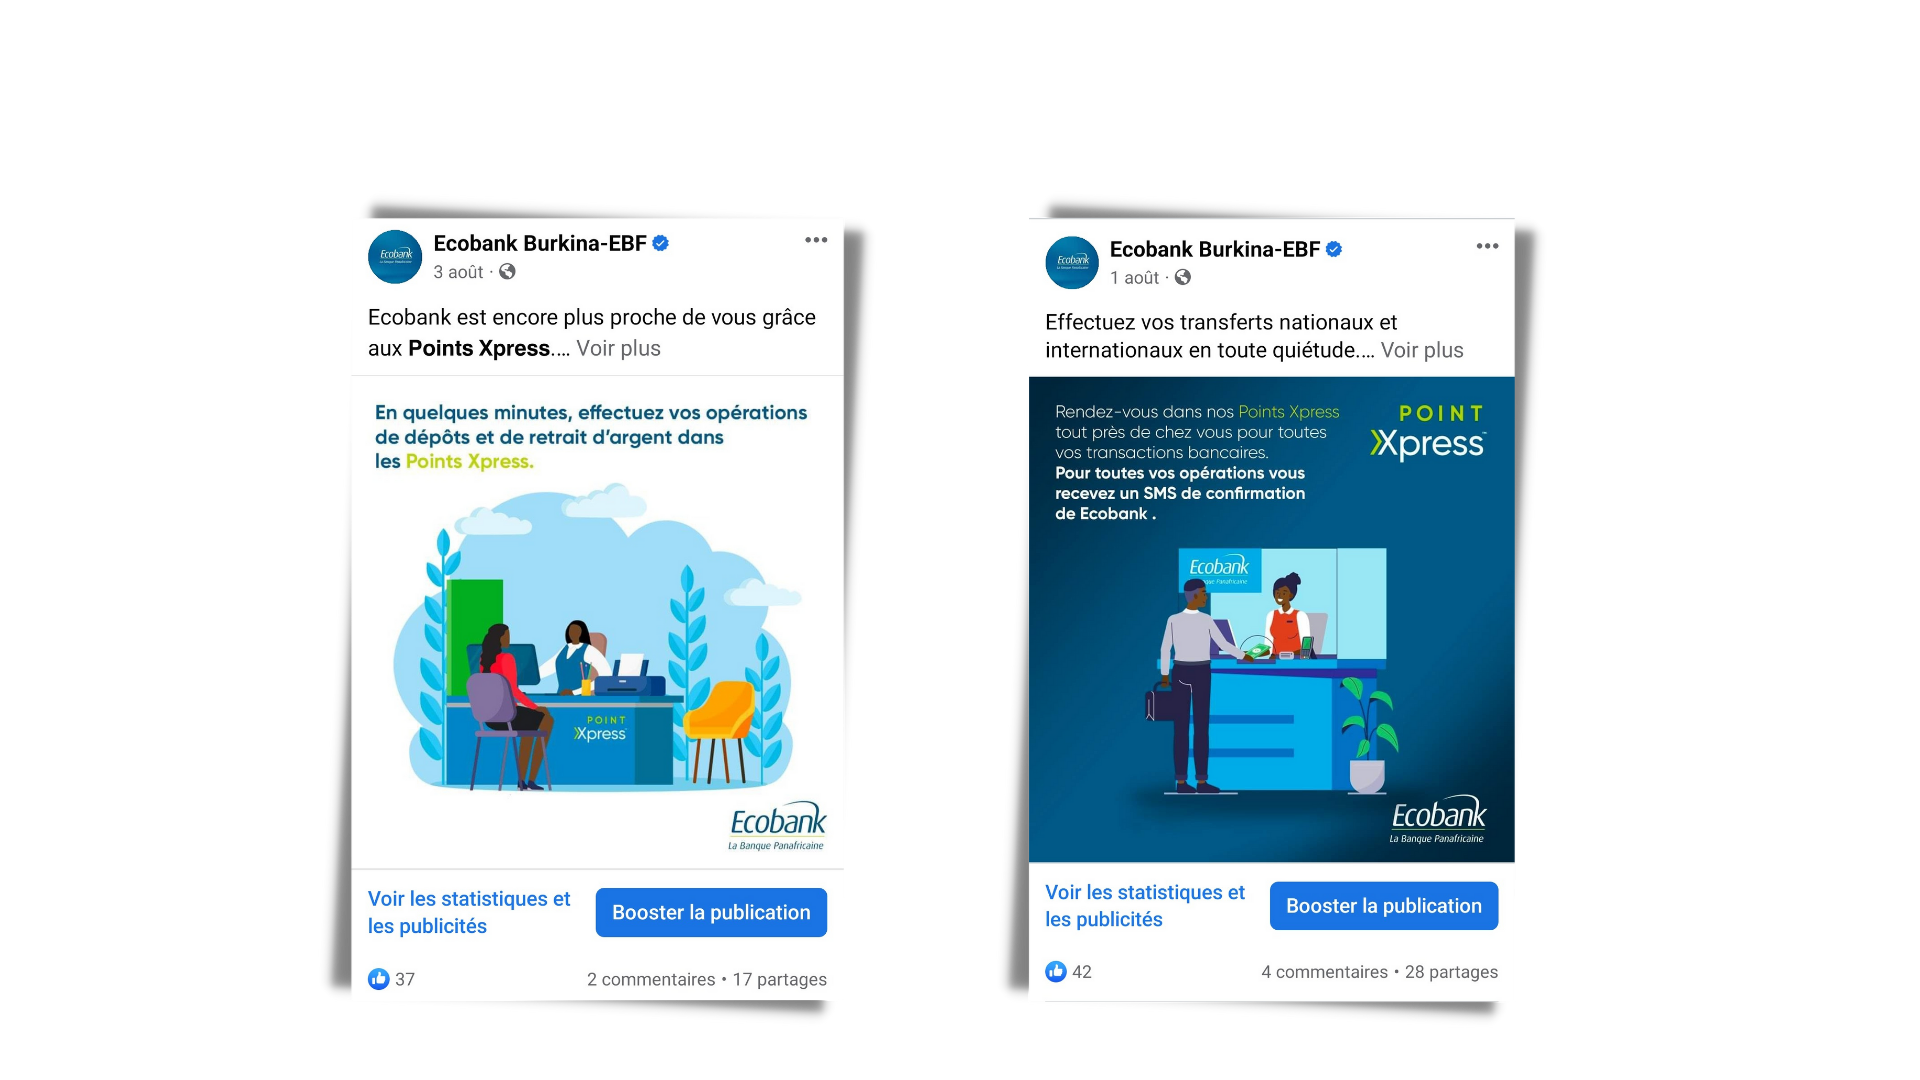 Ecobank
Ecobank Burkina-EBF
3 août
Ecobank est encore plus proche de vous grâce
aux Points Xpress.... Voir plus
En quelques minutes, effectuez vos opérations
de dépôts et de retrait d'argent dans
les Points Xpress.
POINT
Xpress
Ecobank
La Banque Panafricaine
Voir les statistiques et
les publicités
Booster la publication
37
2 commentaires • 17 partages
Ecobank
Ecobank Burkina-EBF
1 août
Effectuez vos transferts nationaux et
internationaux en toute quiétude.... Voir plus
Rendez-vous dans nos Points Xpress
tout près de chez vous pour toutes
vos transactions bancaires.
Pour toutes vos opérations vous
recevez un SMS de confirmation
de Ecobank .
POINT
Xpress
Ecobank
que Panafricaine
Ecobank
La Banque Panafricaine
Voir les statistiques et
les publicités
Booster la publication
42
4 commentaires • 28 partages